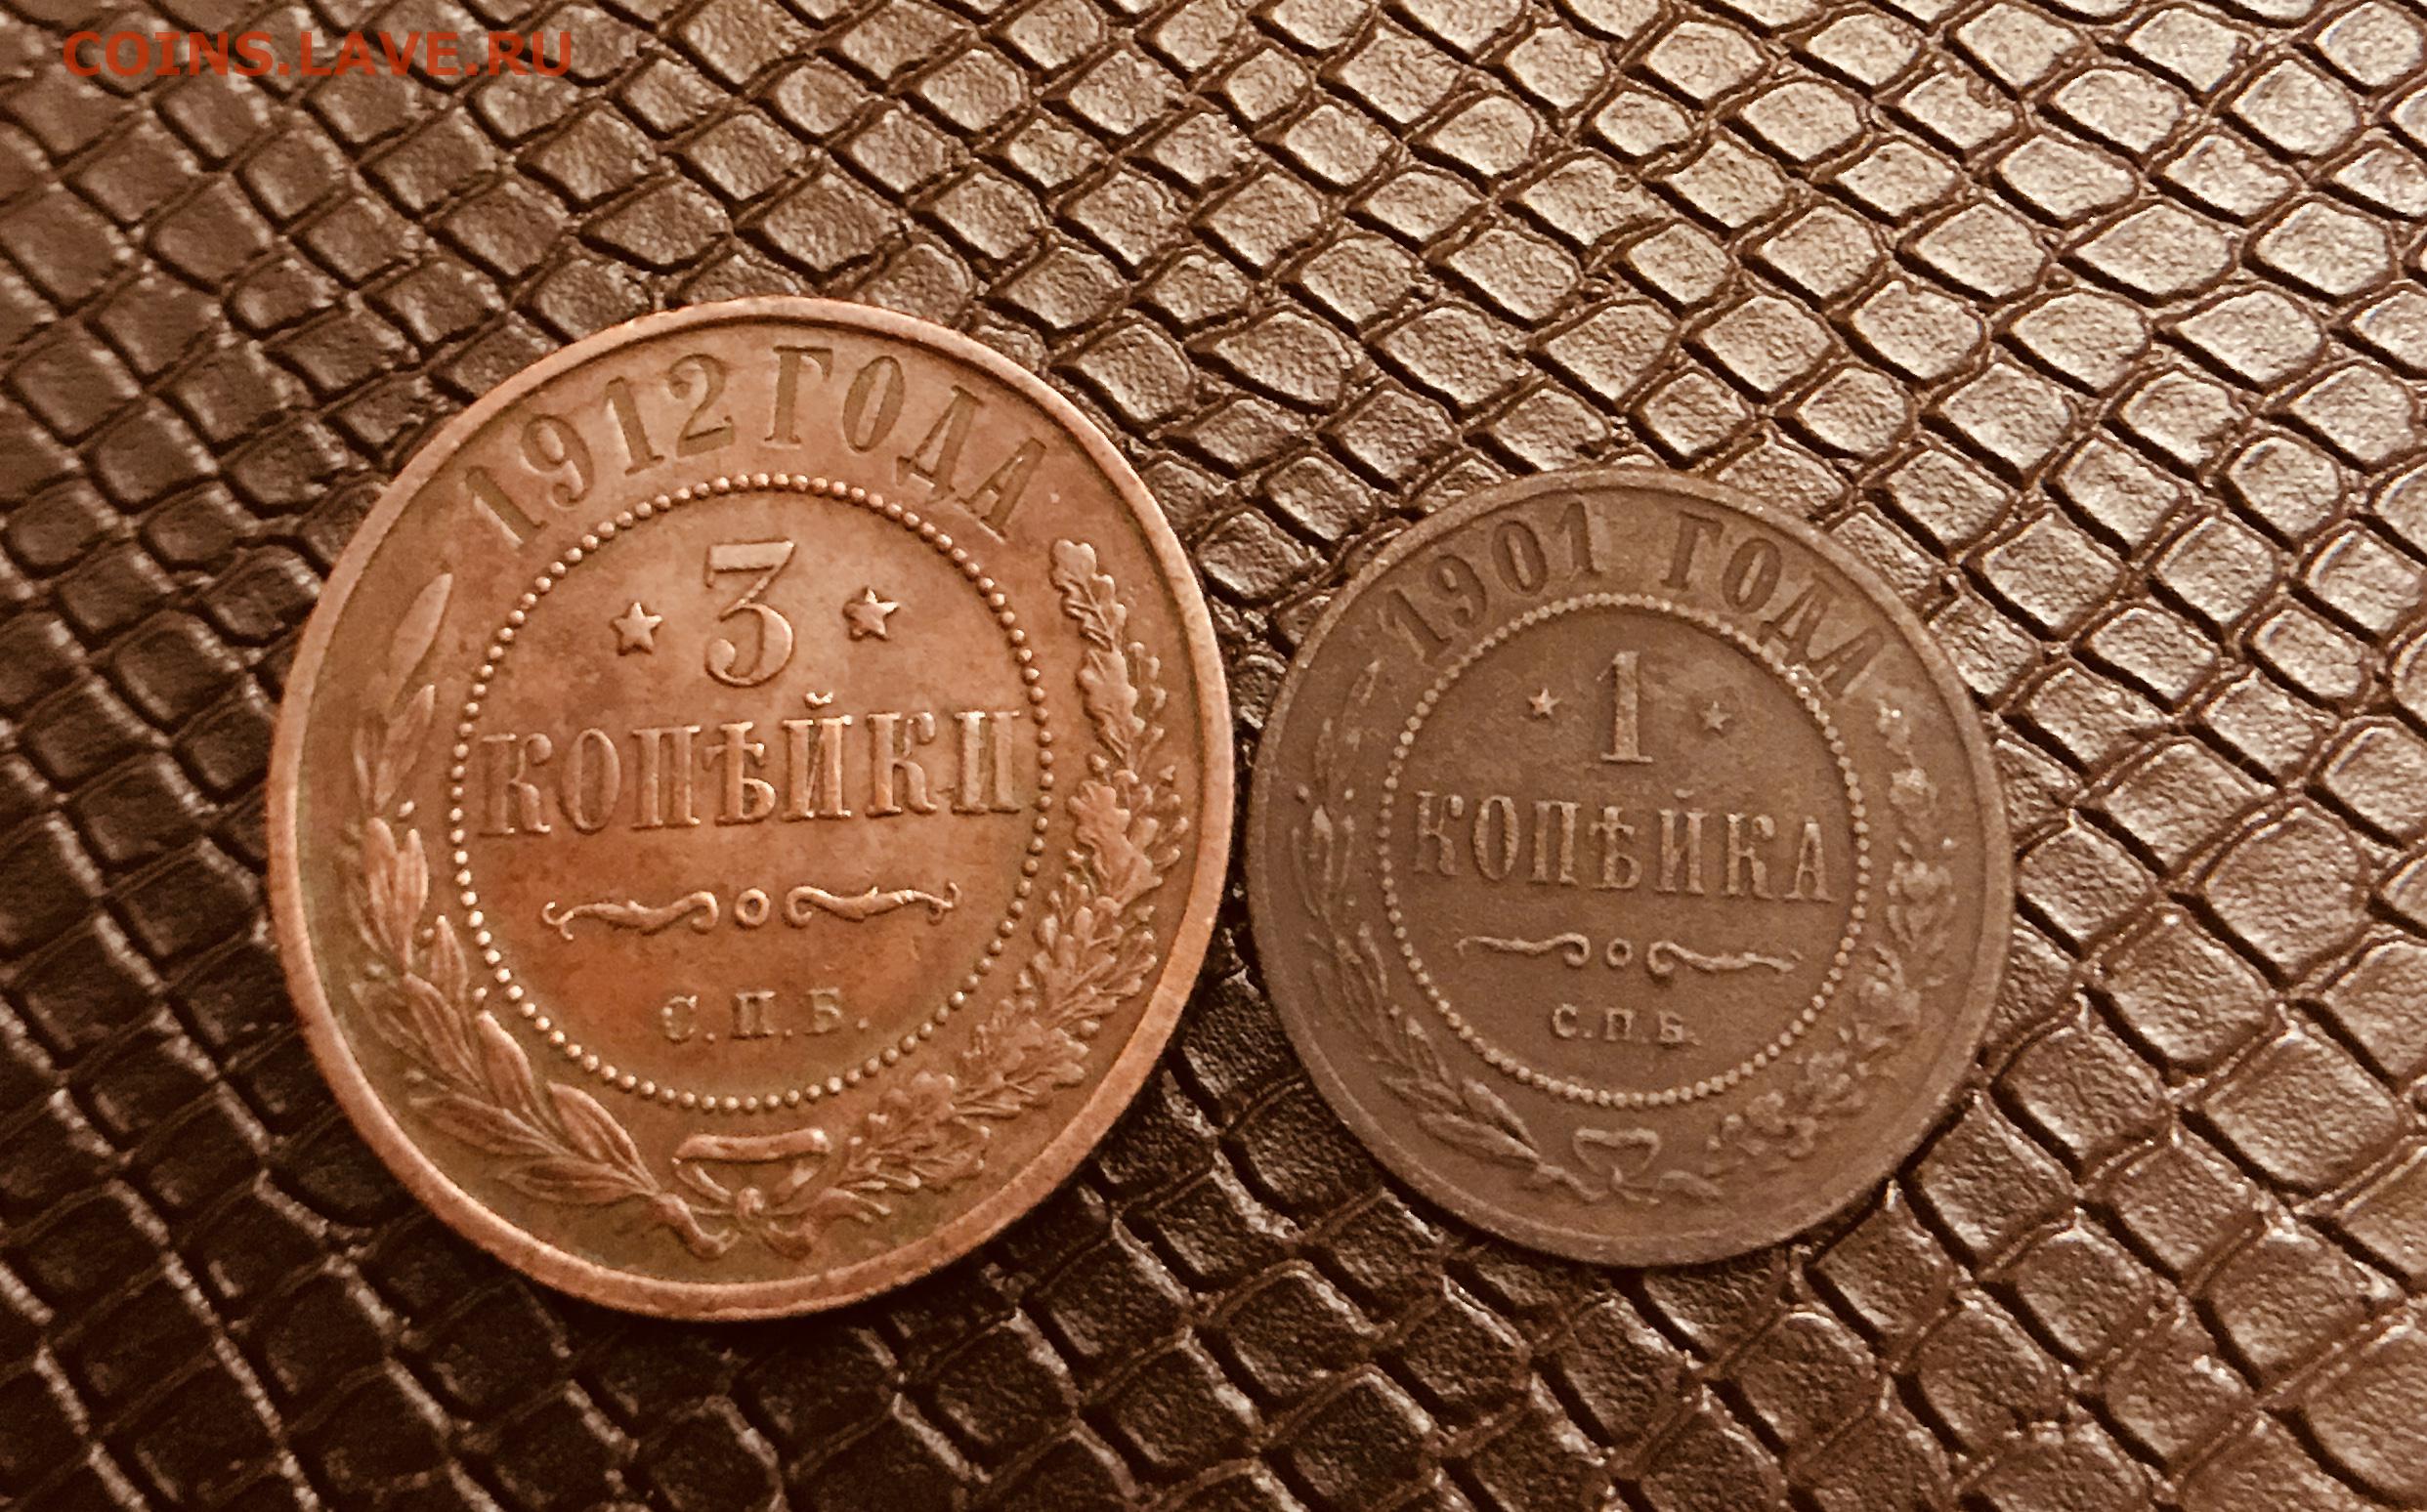 COINS.LAVE.RU
1912 ГОДА
3
КОПѢЙКИ
С.П.Б.
1901 ГОДА
1
КОПѢЙКА
С.П.Б.